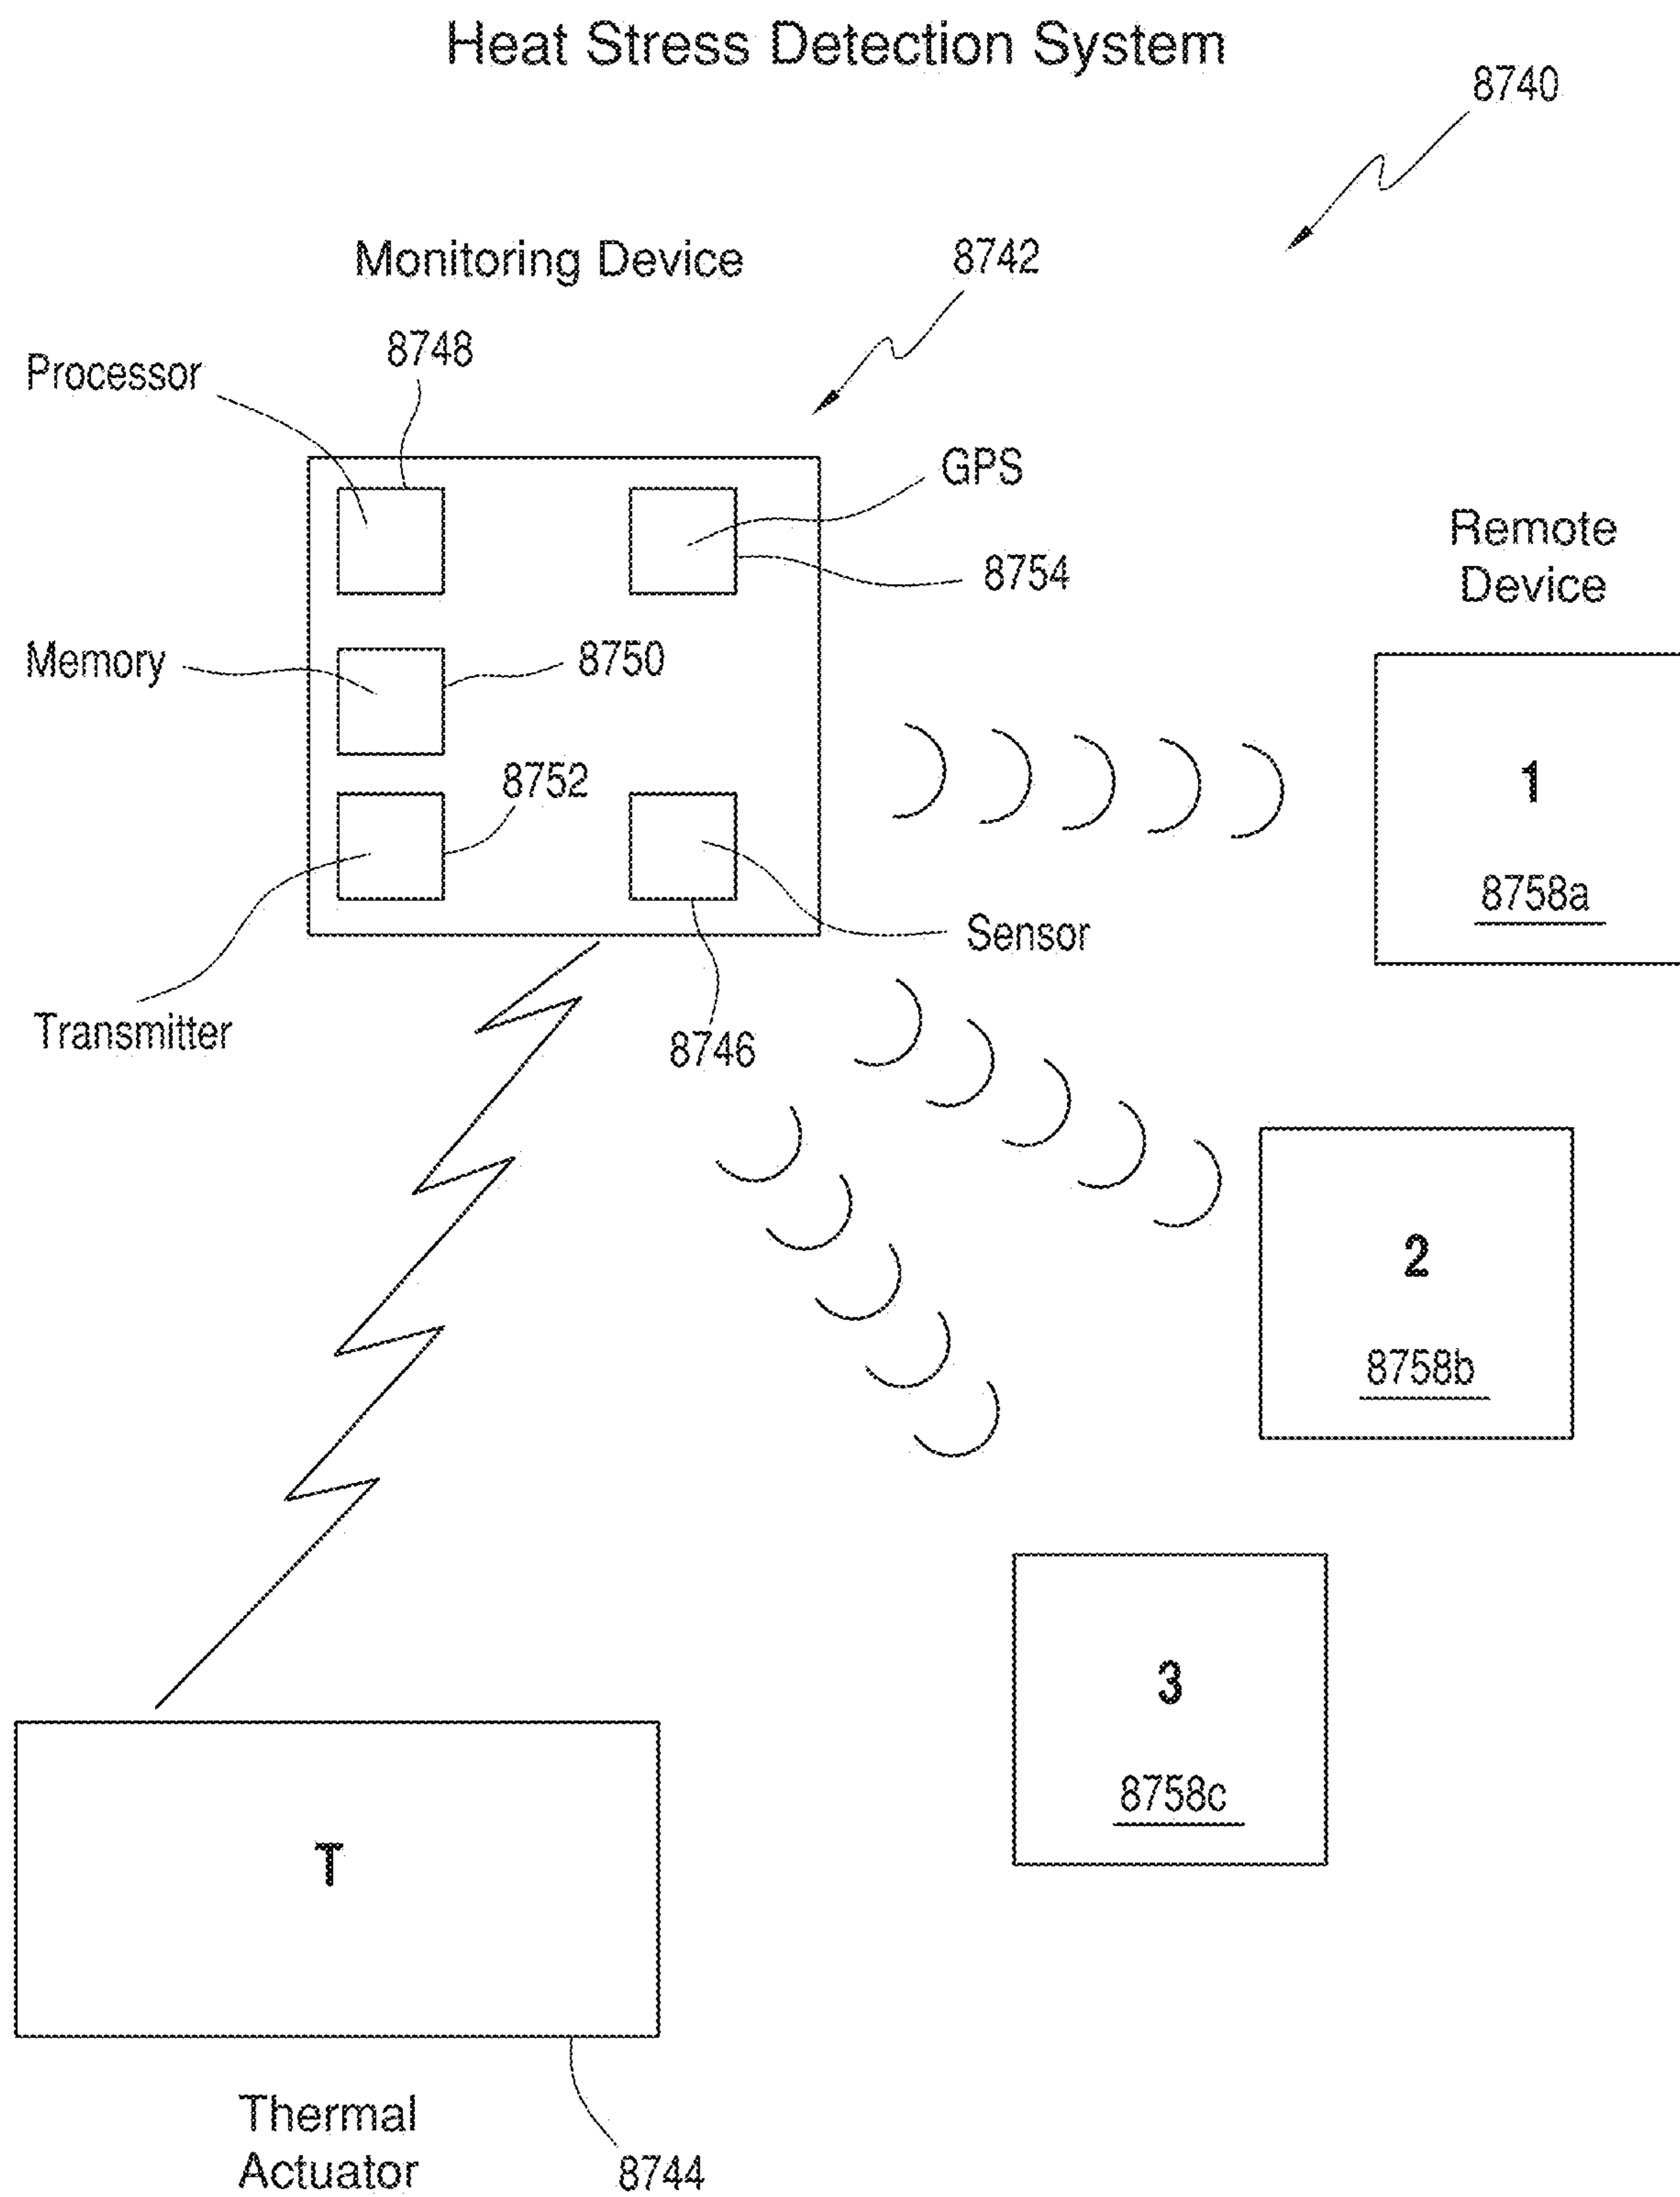 Heat Stress Detection System
8740
Monitoring Device
8742
8748
Processor
GPS
8754
Remote
Device
Memory
8750
8752
1
8758a
Sensor
Transmitter
8746
2
8758b
3
8758c
T
Thermal
Actuator
8744